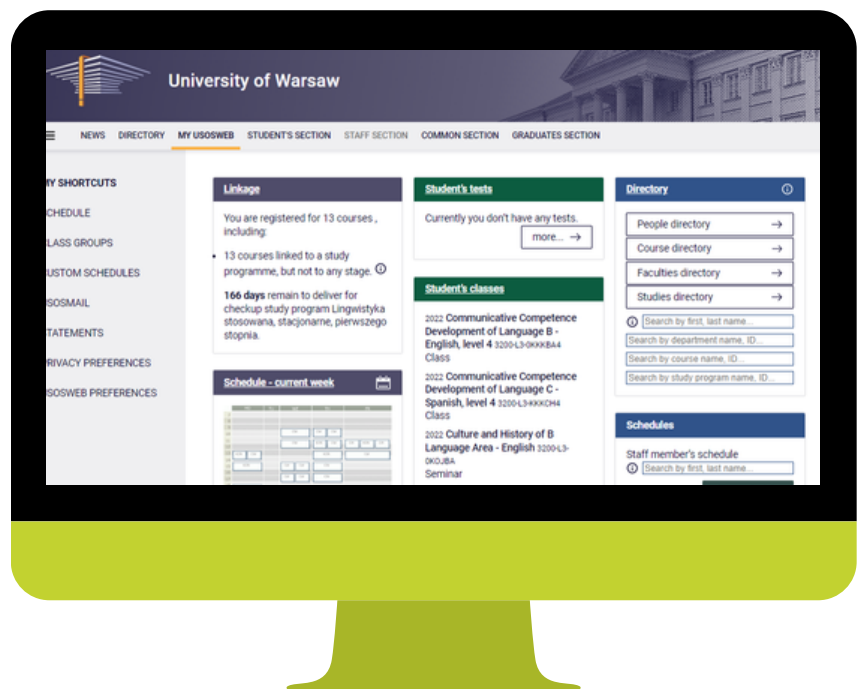 University of Warsaw
NEWS DIRECTORY MY USOSWEB STUDENT'S SECTION STAFF SECTION COMMON SECTION GRADUATES SECTION
MY SHORTCUTS
CHEDULE
LASS GROUPS
USTOM SCHEDULES
SOSMAIL
TATEMENTS
RIVACY PREFERENCES
SOSWEB PREFERENCES
Linkage
You are registered for 13 courses ,
including:
• 13 courses linked to a study
programme, but not to any stage.
166 days remain to deliver for
checkup study program Lingwistyka
stosowana, stacjonarne, pierwszego
stopnia.
Schedule - current week
Student's tests
Currently you don't have any tests.
more... →
Student's classes
2022 Communicative Competence
Development of Language B -
English, level 4 3200-L3-0KKKBA4
Class
2022 Communicative Competence
Development of Language C -
Spanish, level 4 3200-L3-KKKCH4
Class
2022 Culture and History of B
Language Area - English 3200-L3-
0KOJBA
Seminar
Directory
People directory →
Course directory →
Faculties directory →
Studies directory →
Search by first, last name...
Search by department name, ID...
Search by course name, ID...
Search by study program name, ID...
Schedules
Staff member's schedule
Search by first, last name...